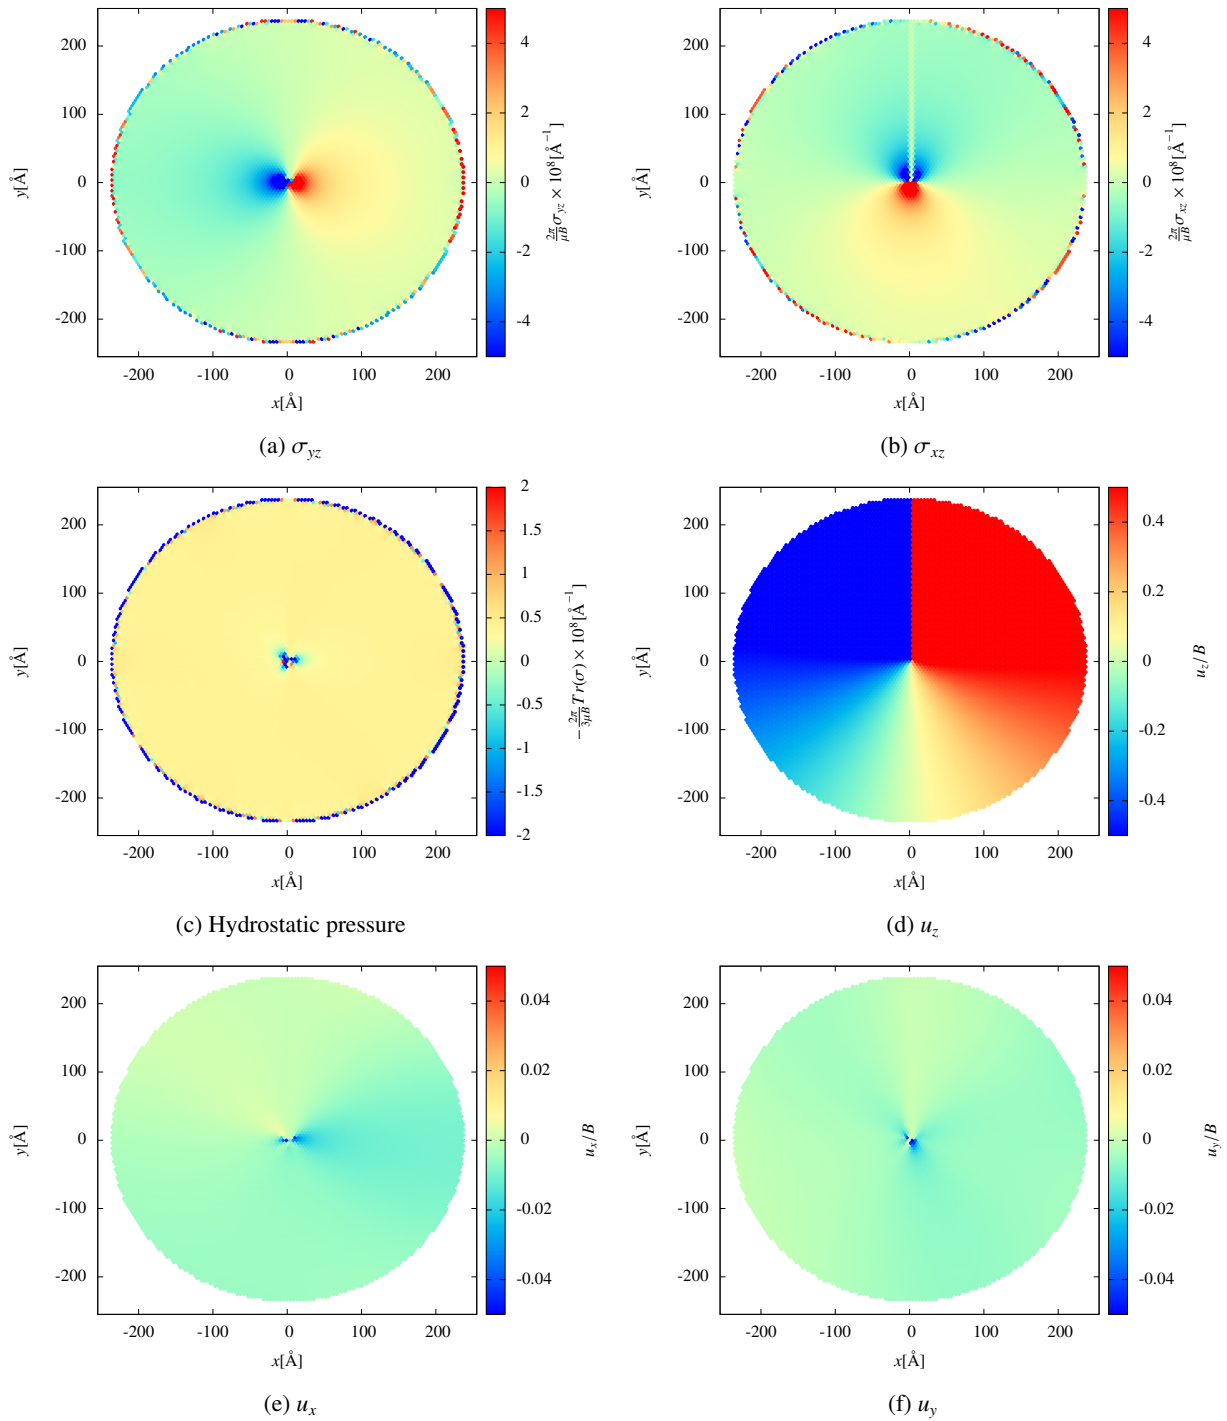 200
100
0
-100
-200
y[Å]
-200 -100 0 100 200
x[Å]
4
2
0
-2
-4
2π/μB σyz × 10^8[Å^−1]
(a) σyz
200
100
0
-100
-200
y[Å]
-200 -100 0 100 200
x[Å]
4
2
0
-2
-4
2π/μB σxz × 10^8[Å^−1]
(b) σxz
200
100
0
-100
-200
y[Å]
-200 -100 0 100 200
x[Å]
2
1.5
1
0.5
0
-0.5
-1
-1.5
-2
−2π/3μB Tr(σ) × 10^8[Å^−1]
(c) Hydrostatic pressure
200
100
0
-100
-200
y[Å]
-200 -100 0 100 200
x[Å]
0.4
0.2
0
-0.2
-0.4
uz/B
(d) uz
200
100
0
-100
-200
y[Å]
-200 -100 0 100 200
x[Å]
0.04
0.02
0
-0.02
-0.04
ux/B
(e) ux
200
100
0
-100
-200
y[Å]
-200 -100 0 100 200
x[Å]
0.04
0.02
0
-0.02
-0.04
uy/B
(f) uy